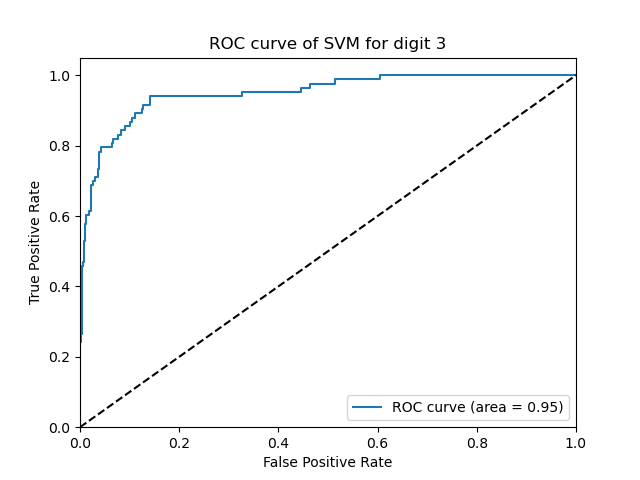 ROC curve of SVM for digit 3
1.0
0.8
0.6
0.4
0.2
0.0
True Positive Rate
ROC curve (area = 0.95)
0.0 0.2 0.4 0.6 0.8 1.0
False Positive Rate